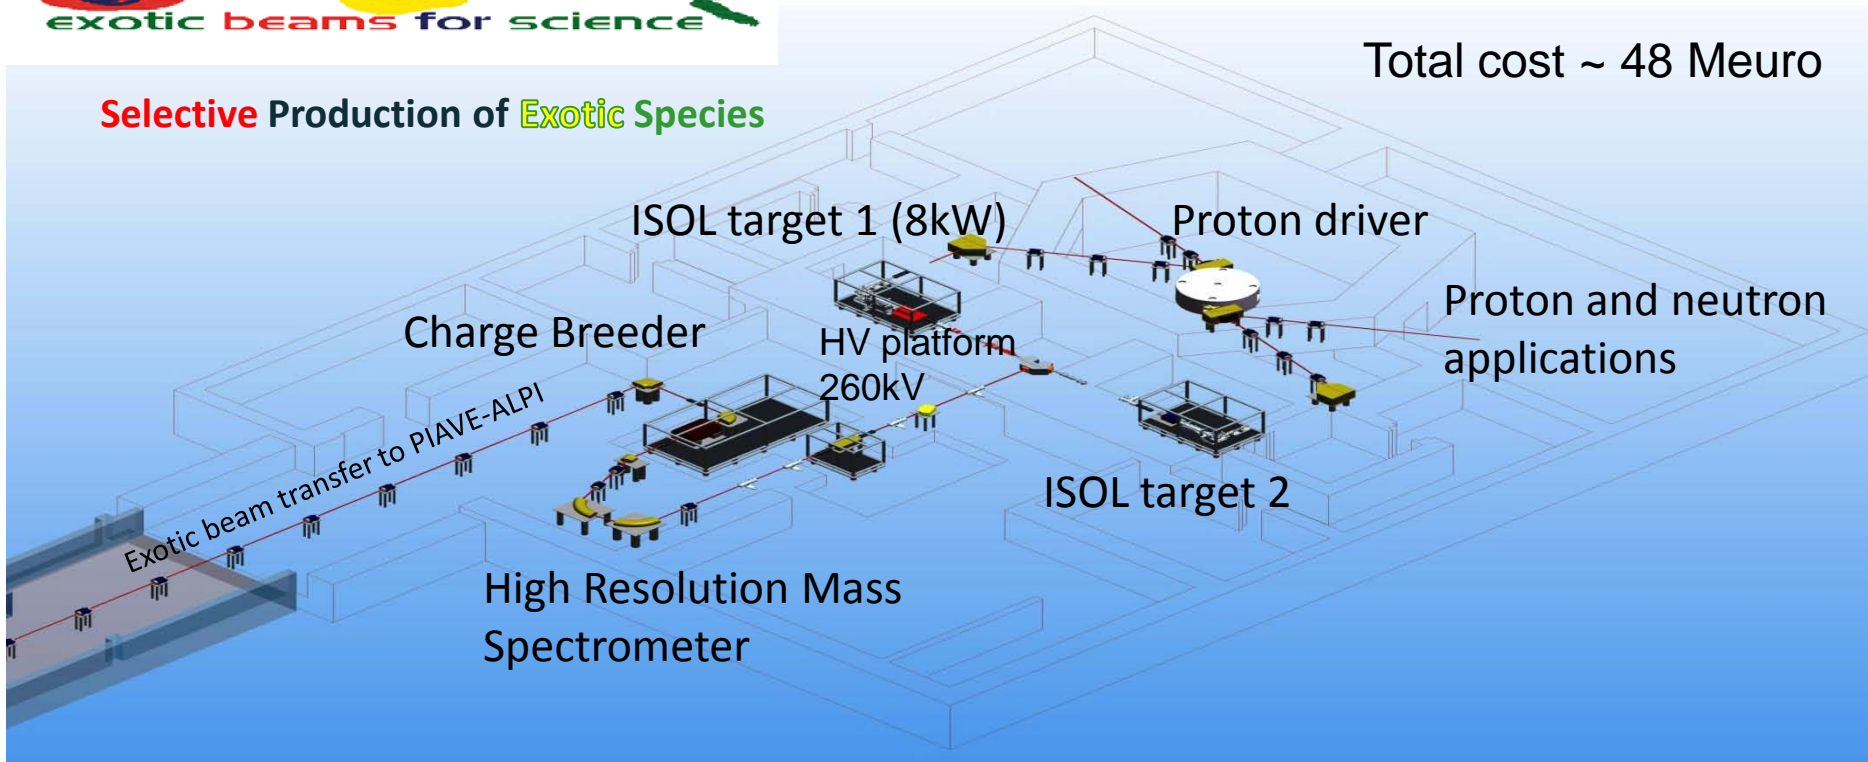 exotic beams for science
Total cost ~ 48 Meuro
Selective Production of Exotic Species
ISOL target 1 (8kW)
Proton driver
Proton and neutron
applications
Charge Breeder
HV platform
260kV
Exotic beam transfer to PIAVE-ALPI
ISOL target 2
High Resolution Mass
Spectrometer